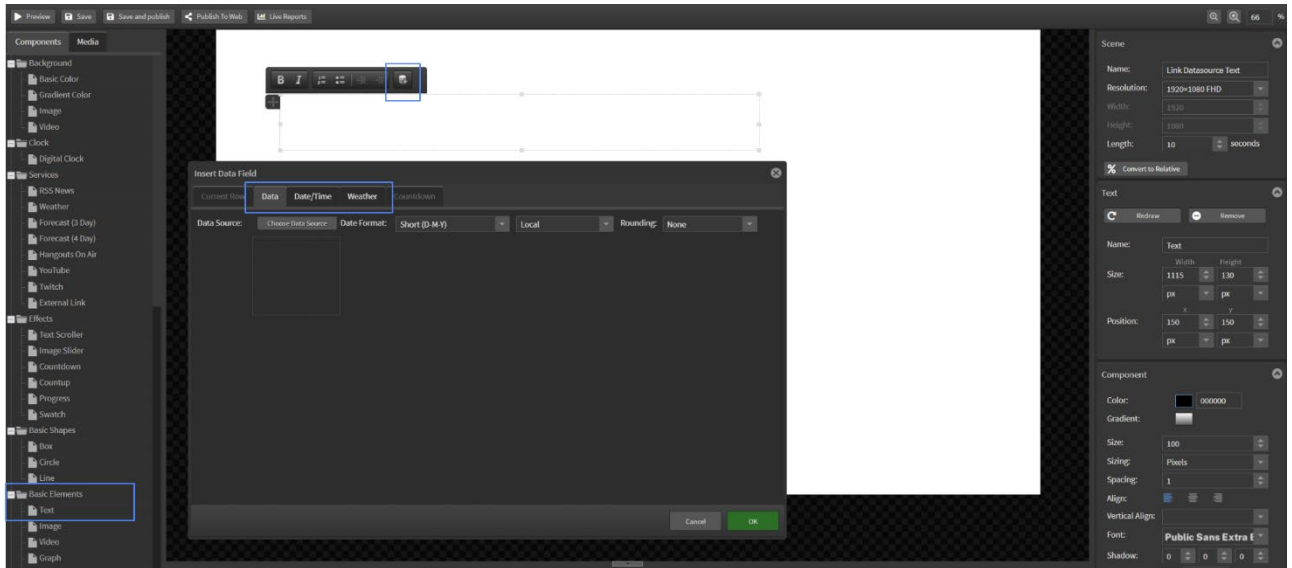 Preview Save Save and publish Publish To Web Live Reports 66 %
Components Media
Background
Basic Color
Gradient Color
Image
Video
Clock
Digital Clock
Services
RSS News
Weather
Forecast (3 Day)
Forecast (4 Day)
Hangouts On Air
YouTube
Twitch
External Link
Effects
Text Scroller
Image Slider
Countdown
Countup
Progress
Swatch
Basic Shapes
Box
Circle
Line
Basic Elements
Text
Image
Video
Graph
B I
Insert Data Field
Current Row Data Date/Time Weather Countdown
Data Source: Choose Data Source Date Format: Short (D-M-Y) Local Rounding: None
Cancel OK
Scene
Name: Link Datasource Text
Resolution: 1920×1080 FHD
Width: 1920
Height: 1080
Length: 10 seconds
% Convert to Relative
Text
Redraw Remove
Name: Text
Width Height
Size: 1115 130
px px
x y
Position: 150 150
px px
Component
Color: 000000
Gradient:
Size: 100
Sizing: Pixels
Spacing: 1
Align:
Vertical Align:
Font: Public Sans Extra
Shadow: 0 0 0